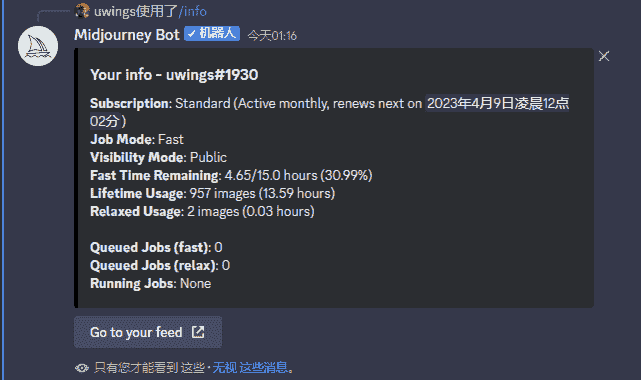 uwings使用了/info
Midjourney Bot ✓机器人 今天01:16
Your info - uwings#1930
Subscription: Standard (Active monthly, renews next on 2023年4月9日凌晨12点
02分)
Job Mode: Fast
Visibility Mode: Public
Fast Time Remaining: 4.65/15.0 hours (30.99%)
Lifetime Usage: 957 images (13.59 hours)
Relaxed Usage: 2 images (0.03 hours)
Queued Jobs (fast): 0
Queued Jobs (relax): 0
Running Jobs: None
Go to your feed
只有您才能看到 这些 · 无视 这些消息。